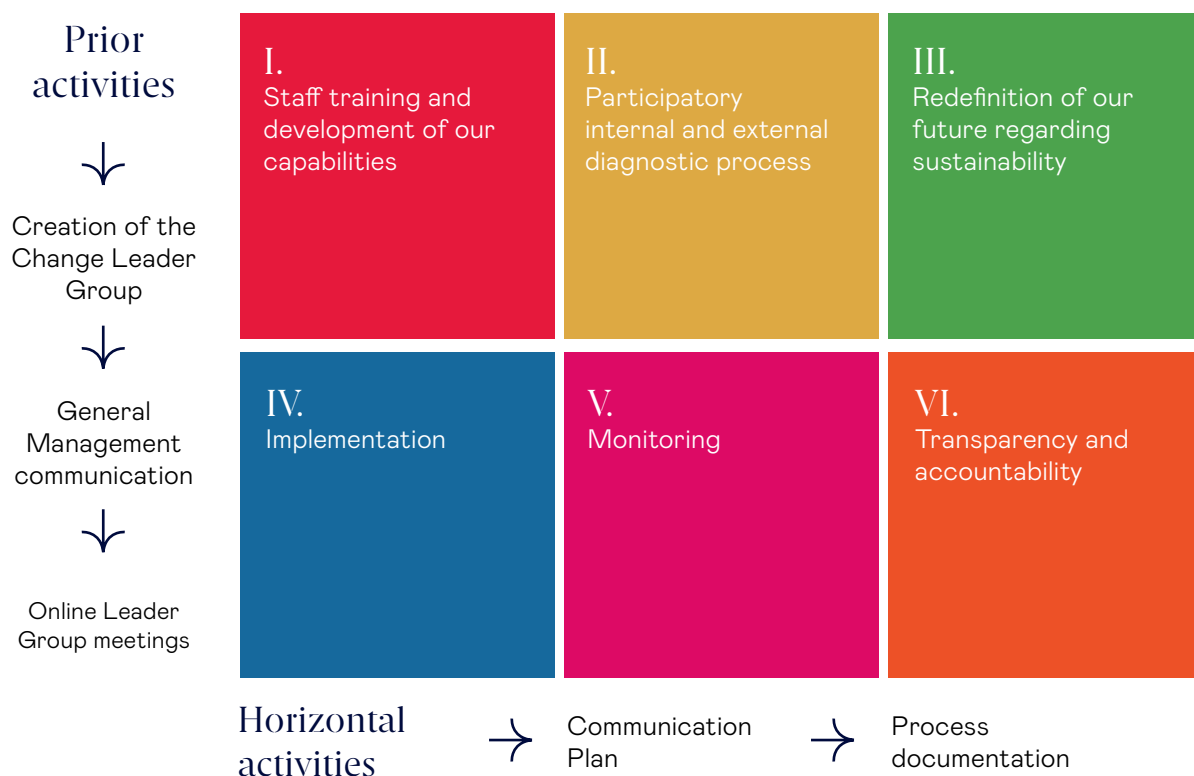 Prior
activities
Creation of the
Change Leader
Group
General
Management
communication
Online Leader
Group meetings
I.
Staff training and
development of our
capabilities
II.
Participatory
internal and external
diagnostic process
III.
Redefinition of our
future regarding
sustainability
IV.
Implementation
V.
Monitoring
VI.
Transparency and
accountability
Horizontal
activities
Communication
Plan
Process
documentation